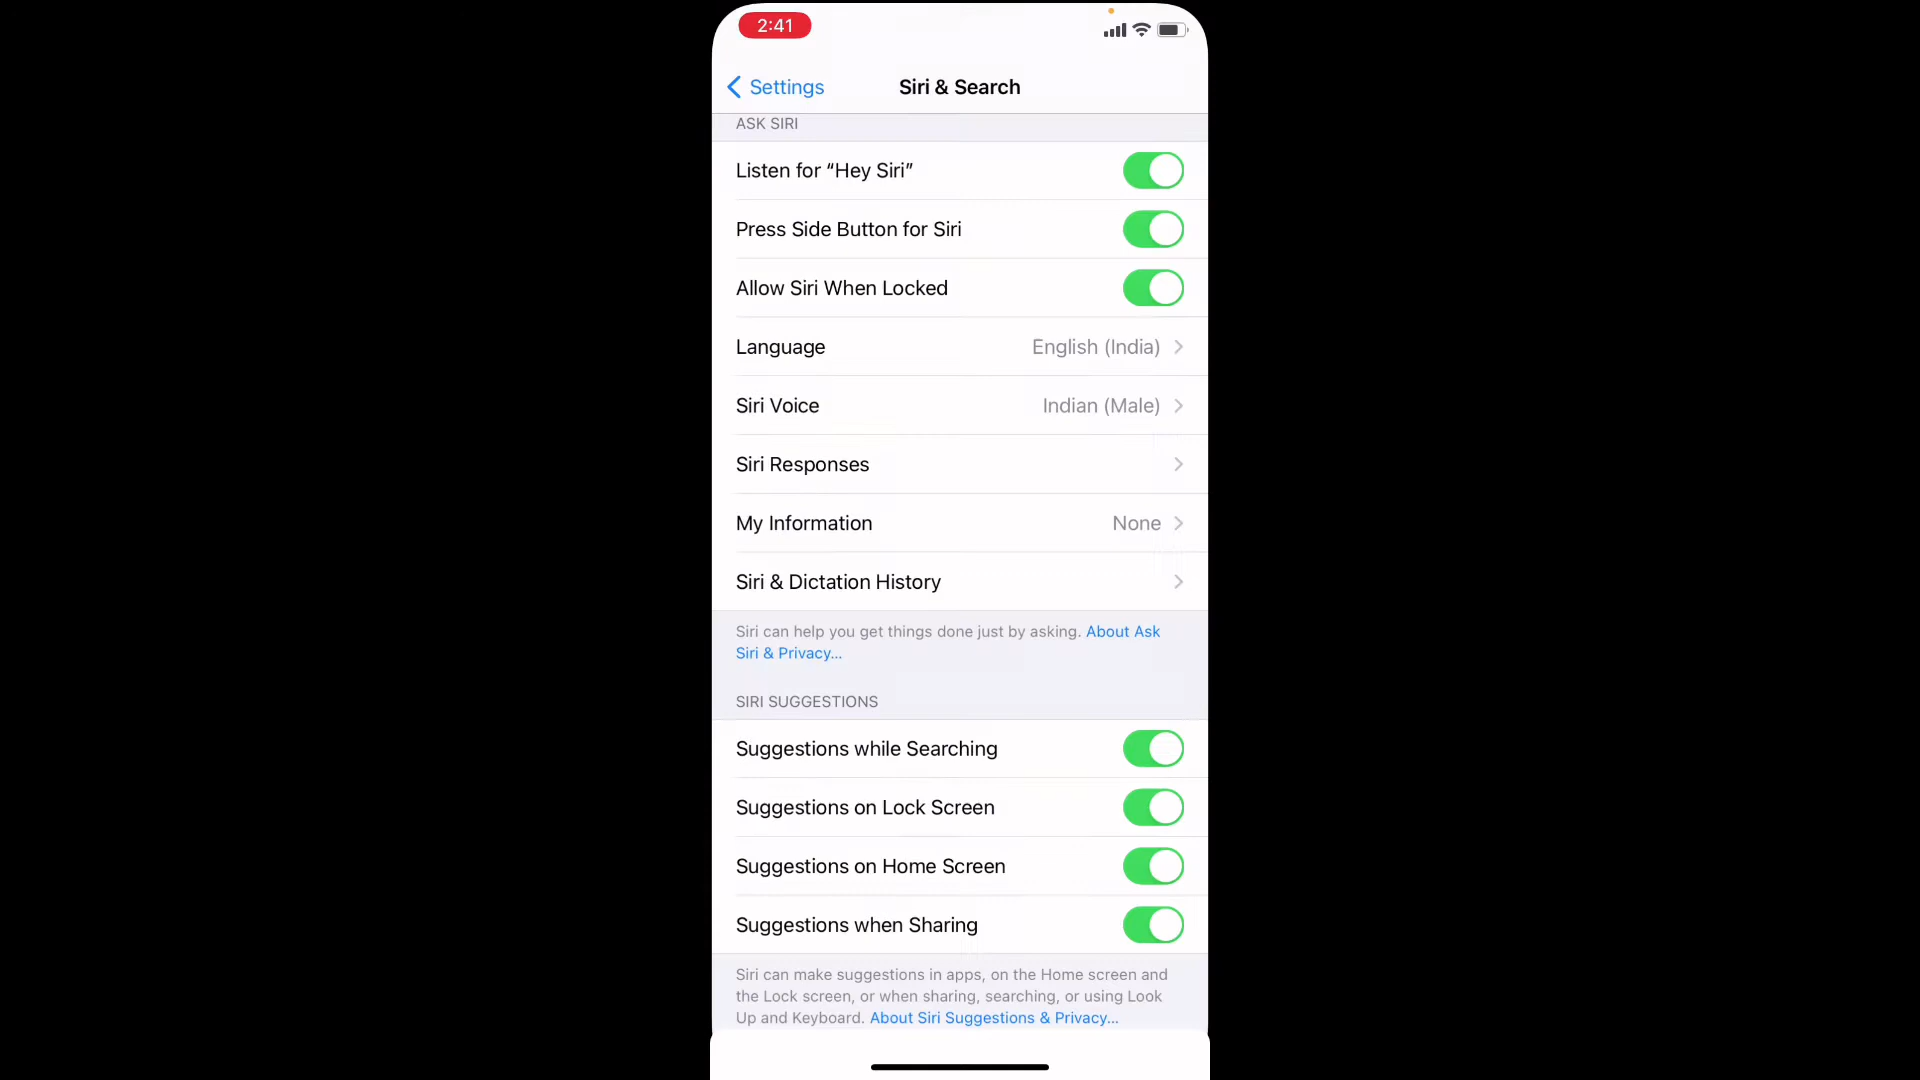 2:41
Settings
Siri & Search
ASK SIRI
Listen for “Hey Siri”
Press Side Button for Siri
Allow Siri When Locked
Language English (India)
Siri Voice Indian (Male)
Siri Responses
My Information None
Siri & Dictation History
Siri can help you get things done just by asking. About Ask
Siri & Privacy...
SIRI SUGGESTIONS
Suggestions while Searching
Suggestions on Lock Screen
Suggestions on Home Screen
Suggestions when Sharing
Siri can make suggestions in apps, on the Home screen and
the Lock screen, or when sharing, searching, or using Look
Up and Keyboard. About Siri Suggestions & Privacy...